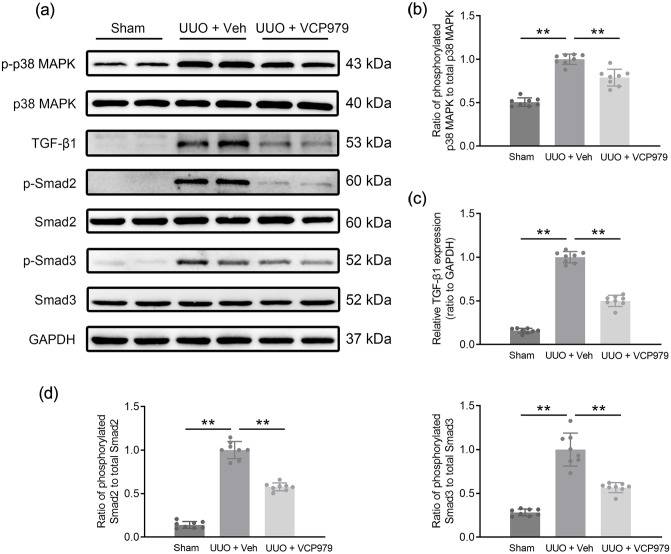 (a)
Sham UUO + Veh UUO + VCP979
p-p38 MAPK 43 kDa
p38 MAPK 40 kDa
TGF-β1 53 kDa
p-Smad2 60 kDa
Smad2 60 kDa
p-Smad3 52 kDa
Smad3 52 kDa
GAPDH 37 kDa
(b)
Ratio of phosphorylated
p38 MAPK to total p38 MAPK
1.5
1.0
0.5
0.0
** **
Sham UUO + Veh UUO + VCP979
(c)
Relative TGF-β1 expression
(ratio to GAPDH)
1.5
1.0
0.5
0.0
** **
Sham UUO + Veh UUO + VCP979
(d)
Ratio of phosphorylated
Smad2 to total Smad2
1.5
1.0
0.5
0.0
** **
Sham UUO + Veh UUO + VCP979
Ratio of phosphorylated
Smad3 to total Smad3
1.5
1.0
0.5
0.0
** **
Sham UUO + Veh UUO + VCP979